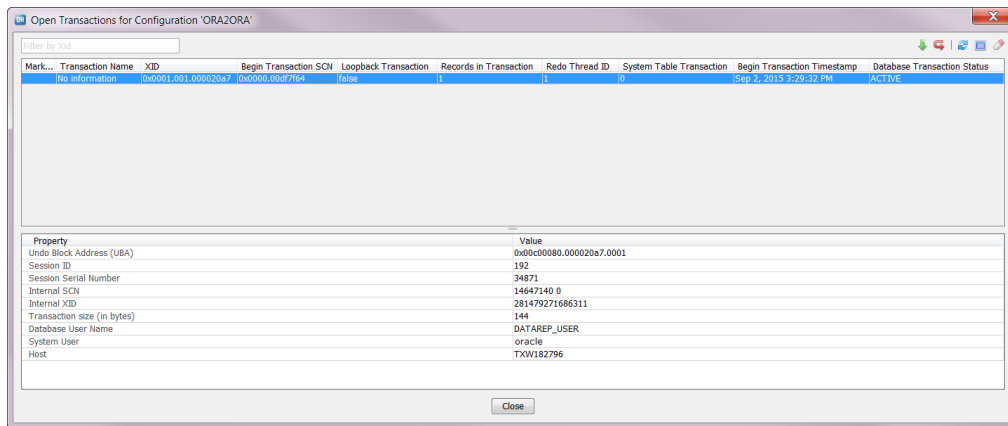 DR Open Transactions for Configuration 'ORA2ORA'
Filter by Xid
Mark... Transaction Name XID Begin Transaction SCN Loopback Transaction Records in Transaction Redo Thread ID System Table Transaction Begin Transaction Timestamp Database Transaction Status
No information 0x0001.001.000020a7 0x0000.00df7f64 false 1 1 0 Sep 2, 2015 3:29:32 PM ACTIVE
Property Value
Undo Block Address (UBA) 0x00c00080.000020a7.0001
Session ID 192
Session Serial Number 34871
Internal SCN 14647140 0
Internal XID 281479271686311
Transaction size (in bytes) 144
Database User Name DATAREP_USER
System User oracle
Host TXW182796
Close